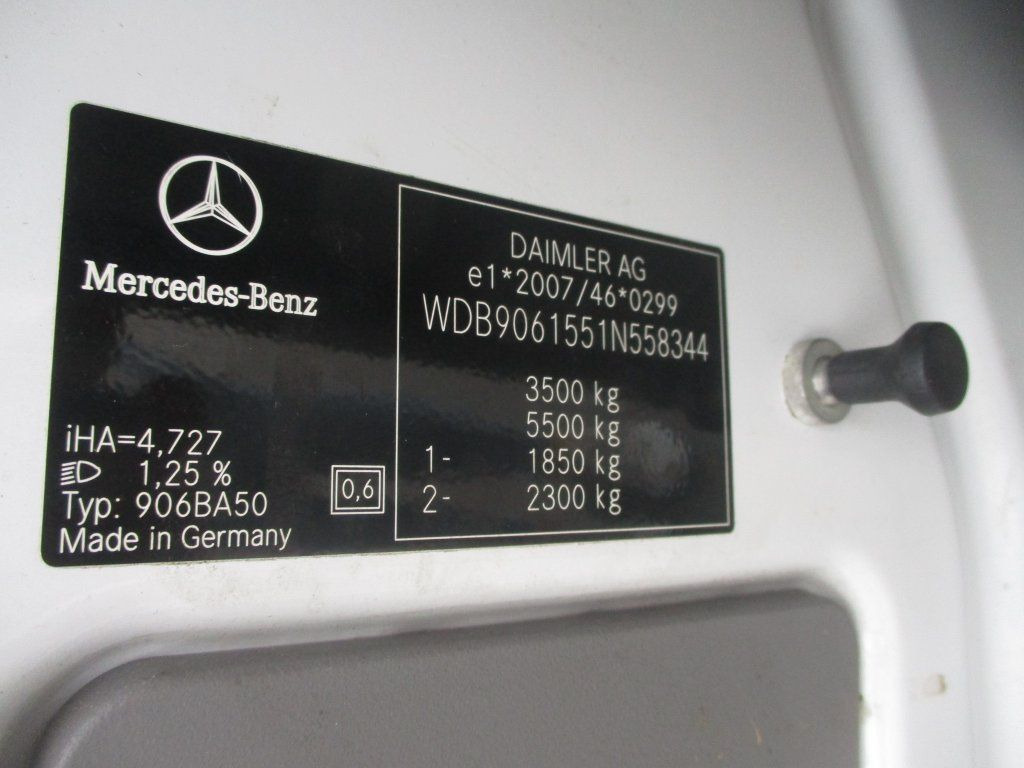 Mercedes-Benz
iHA=4,727
1,25 %
Typ: 906BA50
Made in Germany
0,6
DAIMLER AG
e1*2007/46*0299
WDB9061551N558344
3500 kg
5500 kg
1- 1850 kg
2- 2300 kg